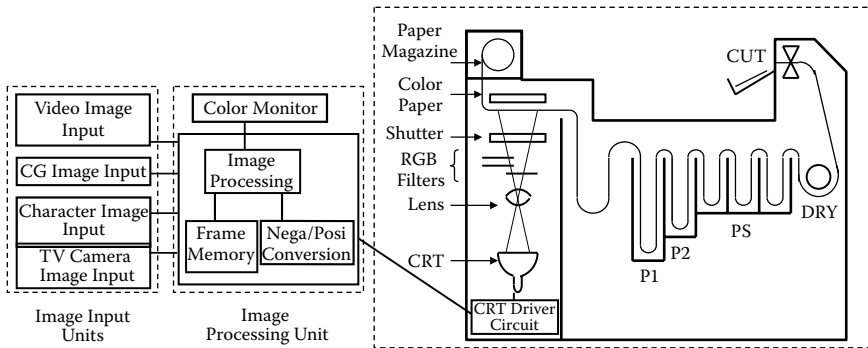 Video Image
Input
CG Image Input
Character Image
Input
TV Camera
Image Input
Image Input
Units
Color Monitor
Image
Processing
Frame
Memory
Nega/Posi
Conversion
Image
Processing Unit
Paper
Magazine
Color
Paper
Shutter
RGB
Filters
Lens
CRT
CRT Driver
Circuit
P1
P2
PS
DRY
CUT